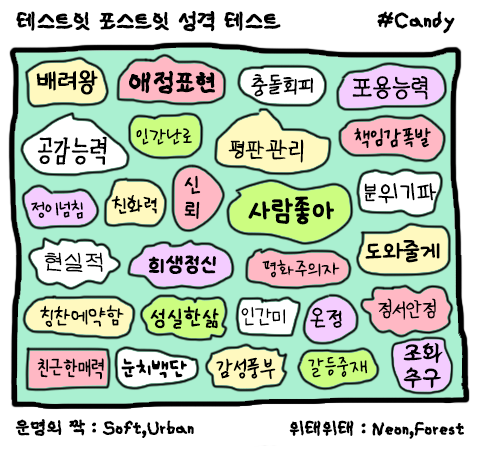 테스트잇 포스트잇 성격 테스트 #Candy
배려왕 애정표현 충돌회피 포용능력
공감능력 인간난로 평판관리 책임감폭발
정이넘침 친화력 신뢰 사람좋아 분위기파
현실적 희생정신 평화주의자 도와줄게
칭찬에약함 성실한삶 인간미 온정 정서안정
친근한매력 눈치백단 감성풍부 갈등중재 조화추구
운명의 짝 : Soft,Urban 위태위태 : Neon,Forest